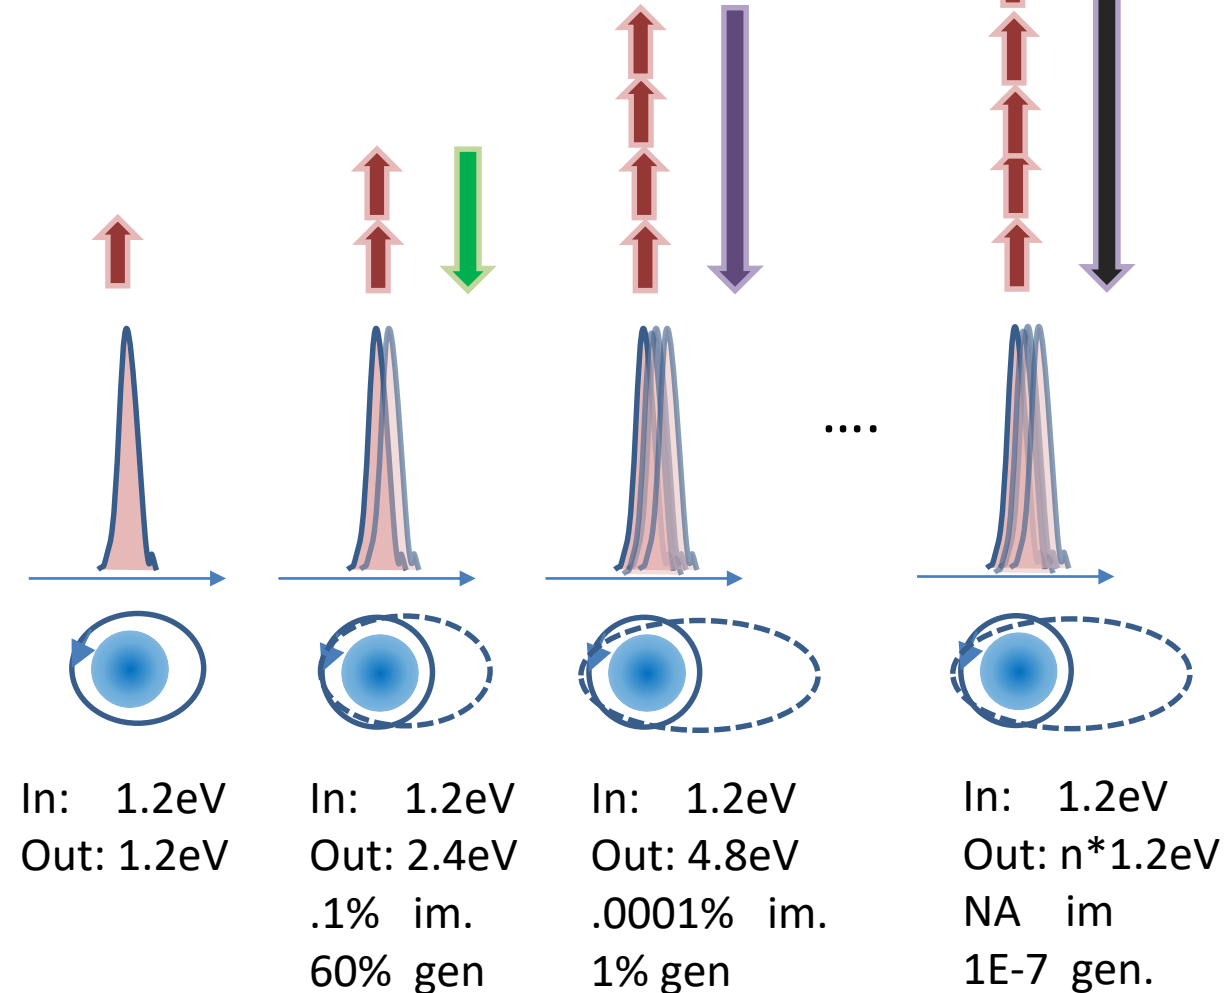 ....
In: 1.2eV
Out: 1.2eV
In: 1.2eV
Out: 2.4eV
.1% im.
60% gen
In: 1.2eV
Out: 4.8eV
.0001% im.
1% gen
In: 1.2eV
Out: n*1.2eV
NA im
1E-7 gen.